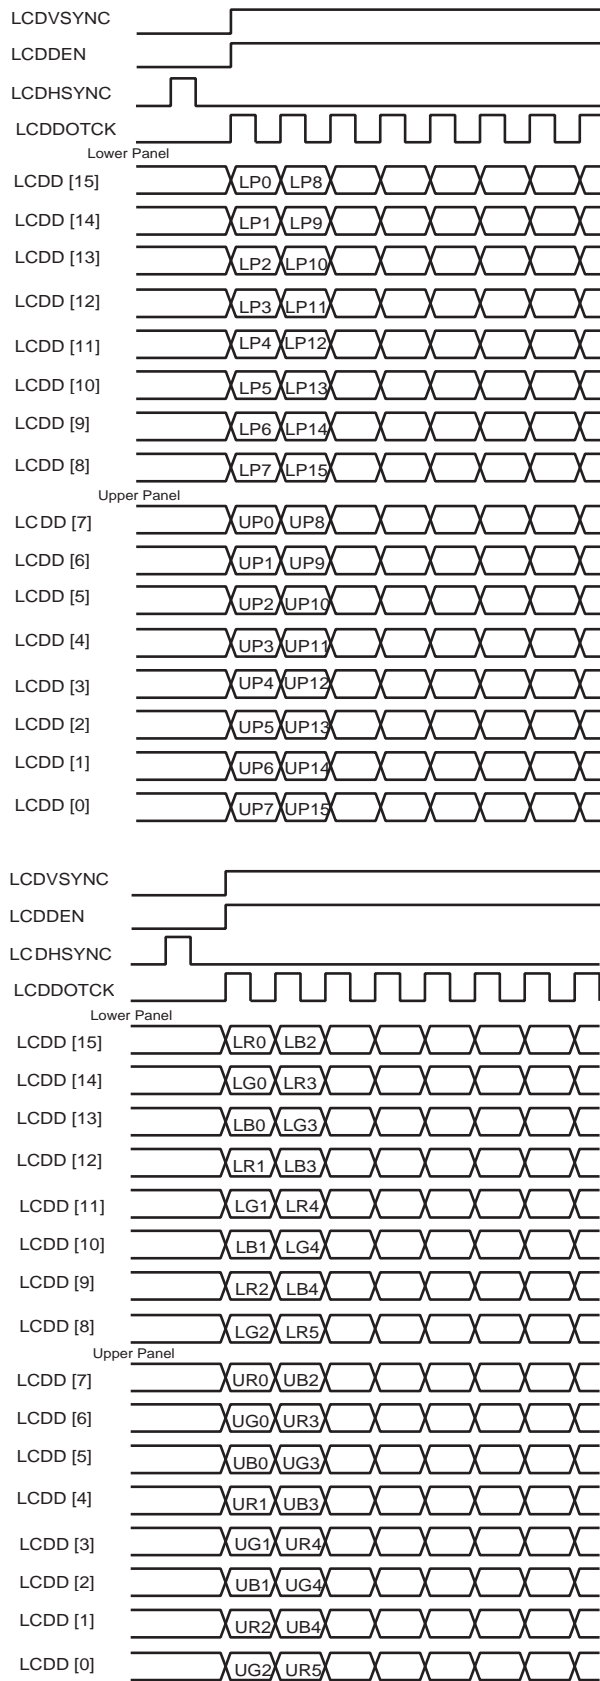 LCDVSYNC
LCDDEN
LCDHSYNC
LCDDOTCK
Lower Panel
LCDD [15] LP0 LP8
LCDD [14] LP1 LP9
LCDD [13] LP2 LP10
LCDD [12] LP3 LP11
LCDD [11] LP4 LP12
LCDD [10] LP5 LP13
LCDD [9] LP6 LP14
LCDD [8] LP7 LP15
Upper Panel
LCDD [7] UP0 UP8
LCDD [6] UP1 UP9
LCDD [5] UP2 UP10
LCDD [4] UP3 UP11
LCDD [3] UP4 UP12
LCDD [2] UP5 UP13
LCDD [1] UP6 UP14
LCDD [0] UP7 UP15
LCDVSYNC
LCDDEN
LCDHSYNC
LCDDOTCK
Lower Panel
LCDD [15] LR0 LB2
LCDD [14] LG0 LR3
LCDD [13] LB0 LG3
LCDD [12] LR1 LB3
LCDD [11] LG1 LR4
LCDD [10] LB1 LG4
LCDD [9] LR2 LB4
LCDD [8] LG2 LR5
Upper Panel
LCDD [7] UR0 UB2
LCDD [6] UG0 UR3
LCDD [5] UB0 UG3
LCDD [4] UR1 UB3
LCDD [3] UG1 UR4
LCDD [2] UB1 UG4
LCDD [1] UR2 UB4
LCDD [0] UG2 UR5